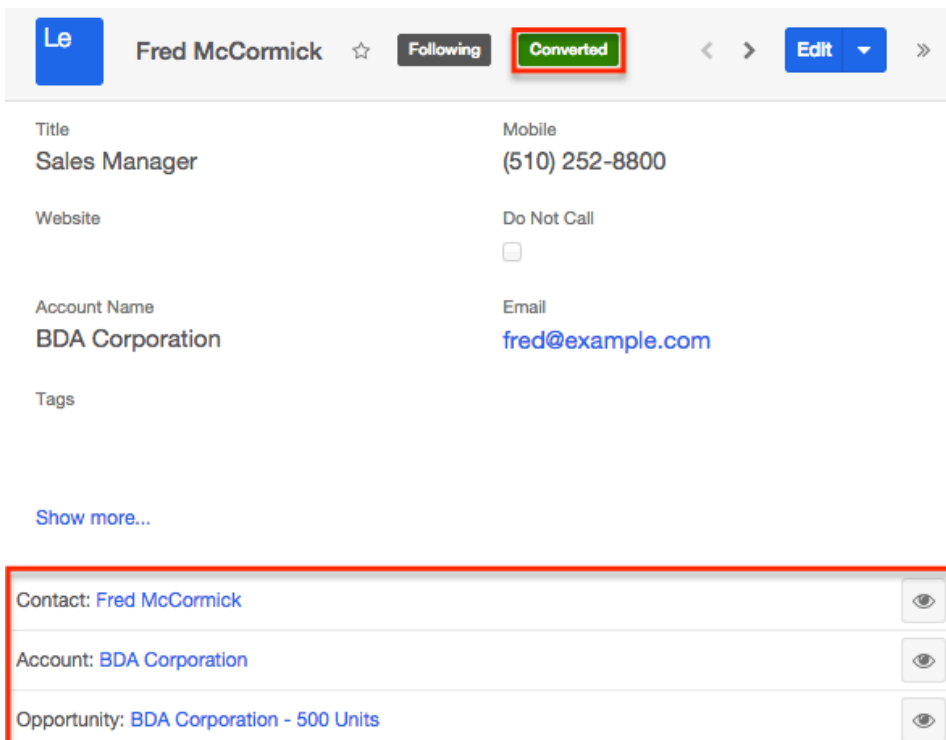 Le
Fred McCormick Following Converted Edit
Title Mobile
Sales Manager (510) 252-8800
Website Do Not Call
Account Name Email
BDA Corporation fred@example.com
Tags
Show more...
Contact: Fred McCormick
Account: BDA Corporation
Opportunity: BDA Corporation - 500 Units